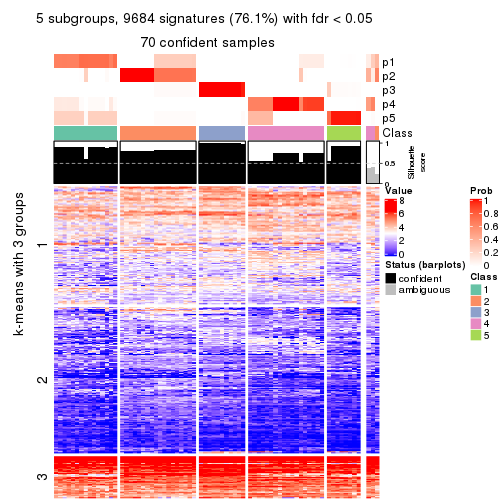 5 subgroups, 9684 signatures (76.1%) with fdr < 0.05
70 confident samples
p1
p2
p3
p4
p5
Class
1
0.5
0
Silhouette
score
k-means with 3 groups
1
2
3
Value
8
6
4
2
0
Status (barplots)
confident
ambiguous
Prob
1
0.8
0.6
0.4
0.2
0
Class
1
2
3
4
5